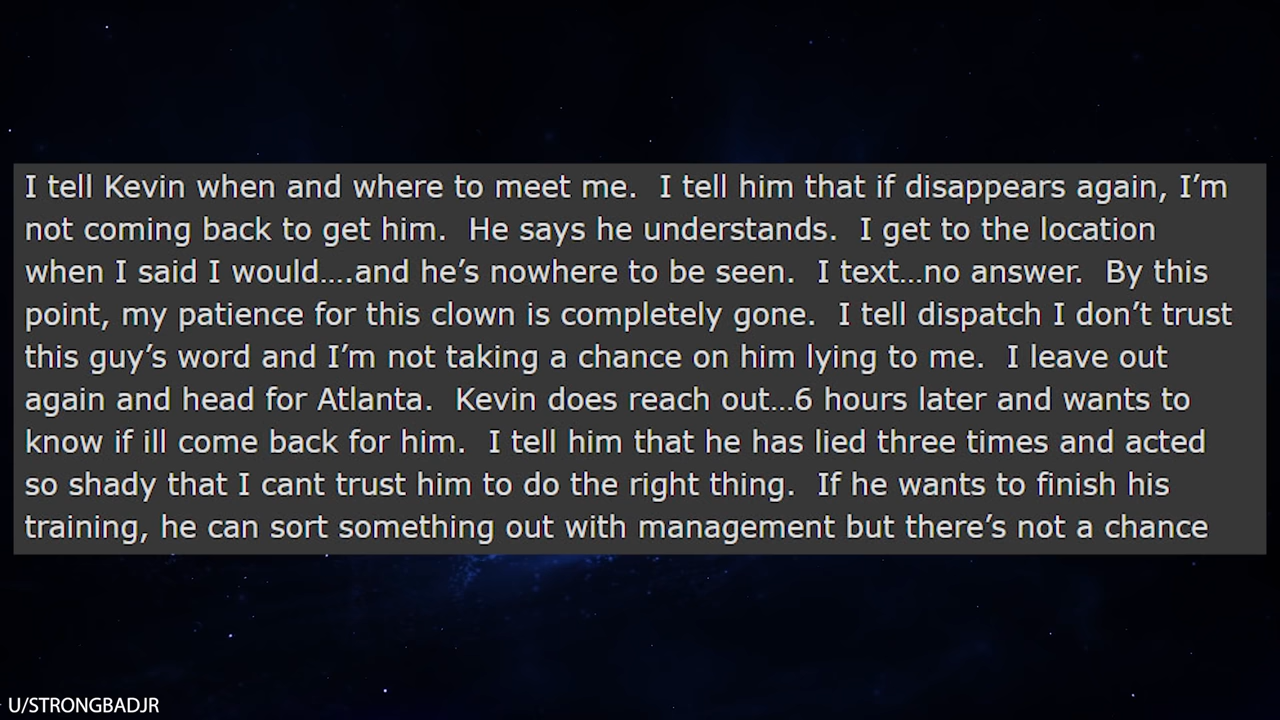 I tell Kevin when and where to meet me.  I tell him that if disappears again, I’m
not coming back to get him.  He says he understands.  I get to the location
when I said I would….and he’s nowhere to be seen.  I text…no answer.  By this
point, my patience for this clown is completely gone.  I tell dispatch I don’t trust
this guy’s word and I’m not taking a chance on him lying to me.  I leave out
again and head for Atlanta.  Kevin does reach out…6 hours later and wants to
know if ill come back for him.  I tell him that he has lied three times and acted
so shady that I cant trust him to do the right thing.  If he wants to finish his
training, he can sort something out with management but there’s not a chance
U/STRONGBADJR